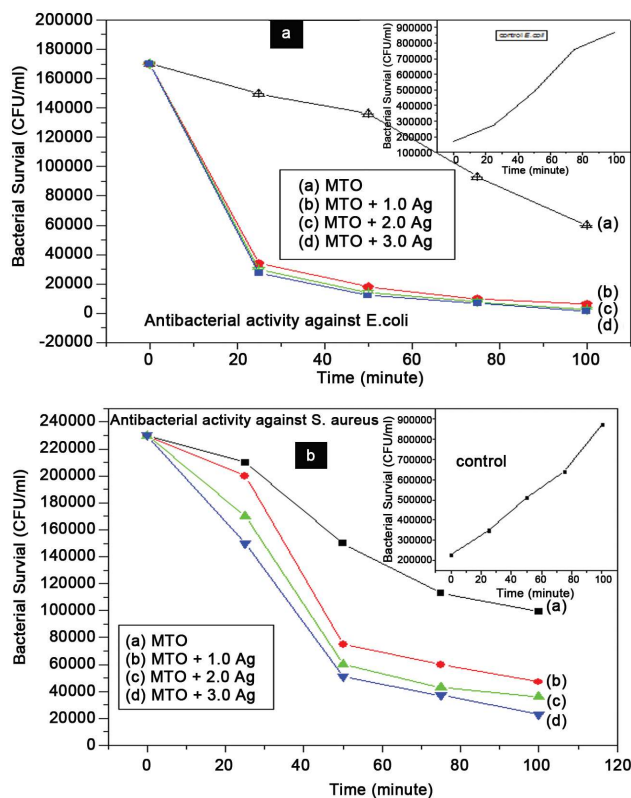 a
Bacterial Survial (CFU/ml)
200000
180000
160000
140000
120000
100000
80000
60000
40000
20000
0
-20000
0 20 40 60 80 100
Time (minute)
(a) MTO
(b) MTO + 1.0 Ag
(c) MTO + 2.0 Ag
(d) MTO + 3.0 Ag
Antibacterial activity against E.coli
(a)
(b)
(c)
(d)
control E.coli
Bacterial Survial (CFU/ml)
900000
800000
700000
600000
500000
400000
300000
200000
100000
0 20 40 60 80 100
Time (minute)
Antibacterial activity against S. aureus
b
Bacterial Survial (CFU/ml)
240000
220000
200000
180000
160000
140000
120000
100000
80000
60000
40000
20000
0
0 20 40 60 80 100 120
Time (minute)
(a) MTO
(b) MTO + 1.0 Ag
(c) MTO + 2.0 Ag
(d) MTO + 3.0 Ag
(a)
(b)
(c)
(d)
control
Bacterial Survial (CFU/ml)
900000
800000
700000
600000
500000
400000
300000
200000
0 20 40 60 80 100
Time (minute)